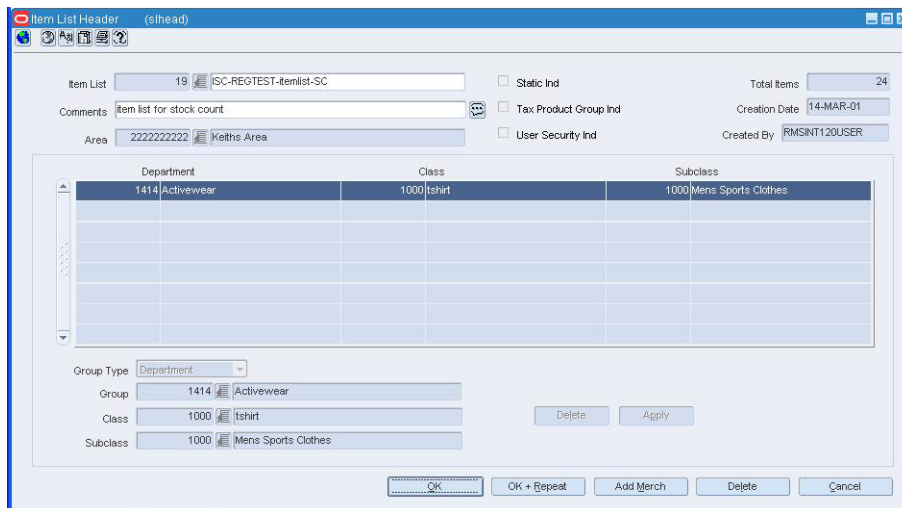 Item List Header (slhead)
Item List 19 ISC-REGTEST-itemlist-SC Static Ind Total Items 24
Comments item list for stock count Tax Product Group Ind Creation Date 14-MAR-01
Area 2222222222 Keiths Area User Security Ind Created By RMSINT120USER
Department Class Subclass
1414 Activewear 1000 tshirt 1000 Mens Sports Clothes
Group Type Department
Group 1414 Activewear
Class 1000 tshirt Delete Apply
Subclass 1000 Mens Sports Clothes
OK OK + Repeat Add Merch Delete Cancel